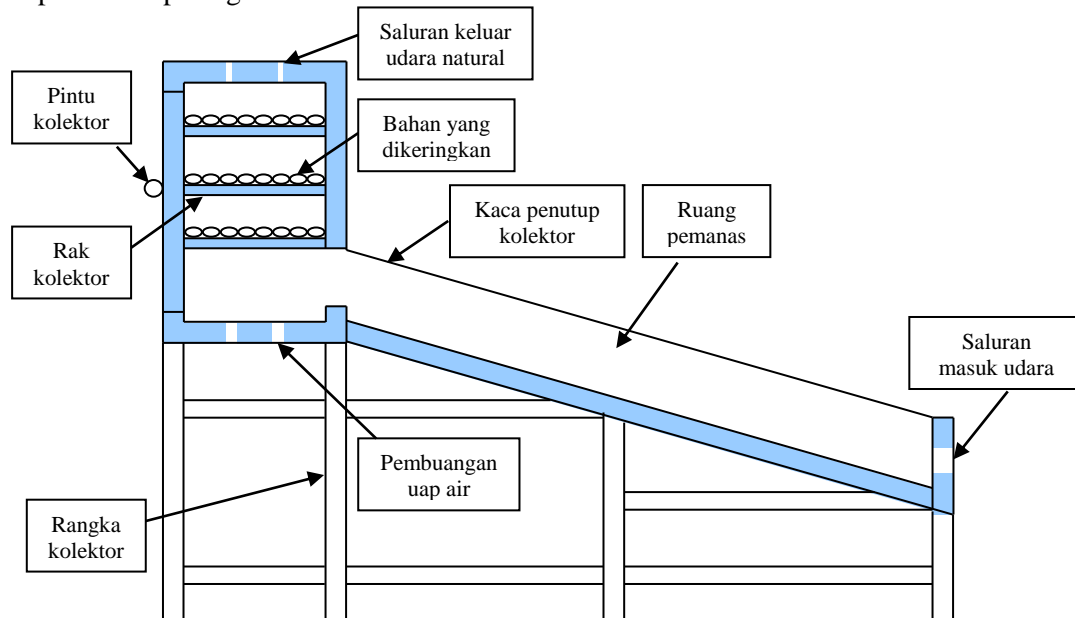 Saluran keluar
udara natural
Pintu
kolektor
Bahan yang
dikeringkan
Kaca penutup
kolektor
Ruang
pemanas
Rak
kolektor
Saluran
masuk udara
Pembuangan
uap air
Rangka
kolektor